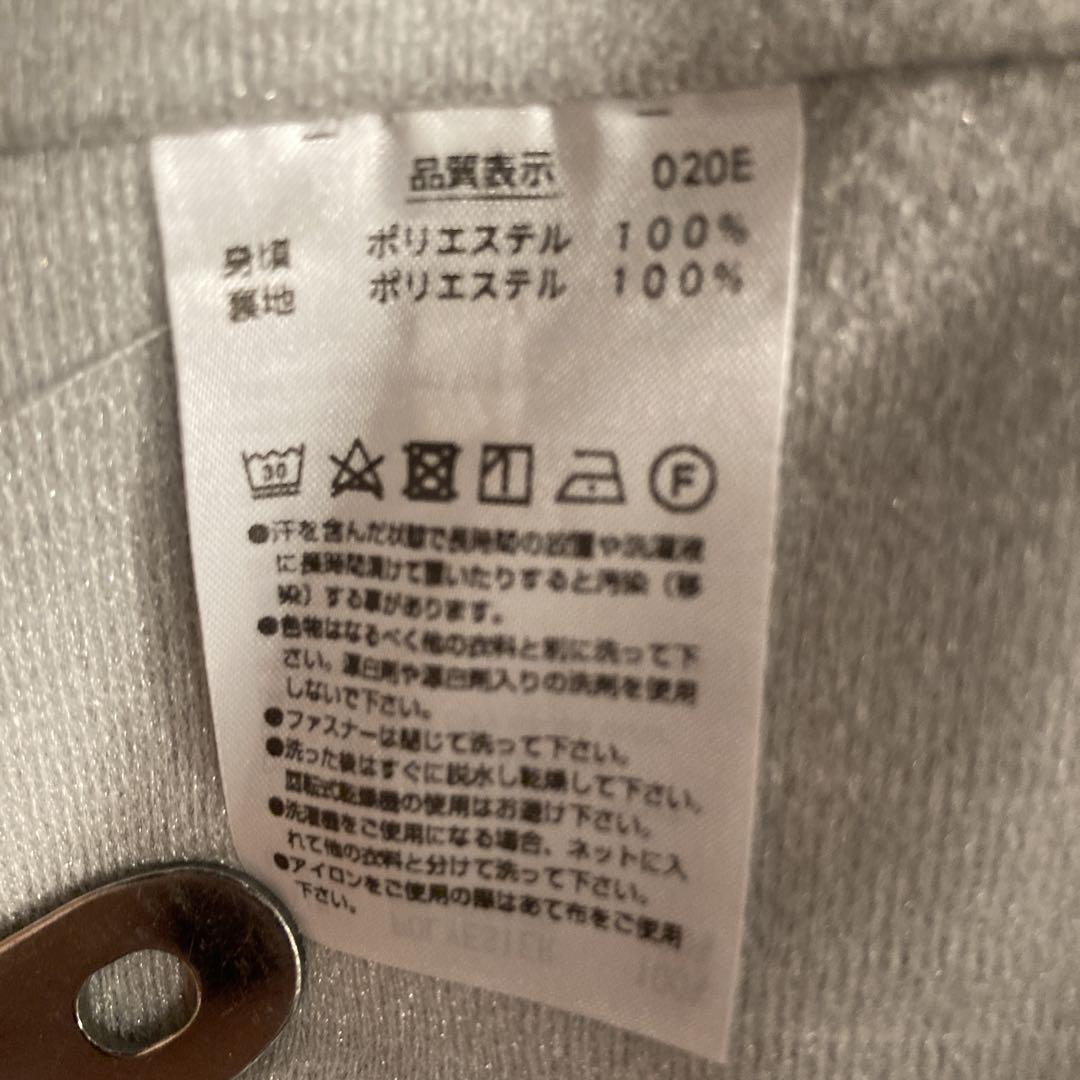 品質表示 020E
身頃 ポリエステル 100%
裏地 ポリエステル 100%
30 F
●汗を含んだ状態で長時間の放置や洗濯液
に長時間漬けて置いたりすると汚染（移
染）する事があります。
●色物はなるべく他の衣料と別に洗って下
さい。漂白剤や漂白剤入りの洗剤を使用
しないで下さい。
●ファスナーは閉じて洗って下さい。
●洗った後はすぐに脱水し乾燥して下さい。
回転式乾燥機の使用はお避け下さい。
●洗濯機をご使用になる場合、ネットに入
れて他の衣料と分けて洗って下さい。
●アイロンをご使用の際はあて布をご使用
下さい。
POLYESTER 100%